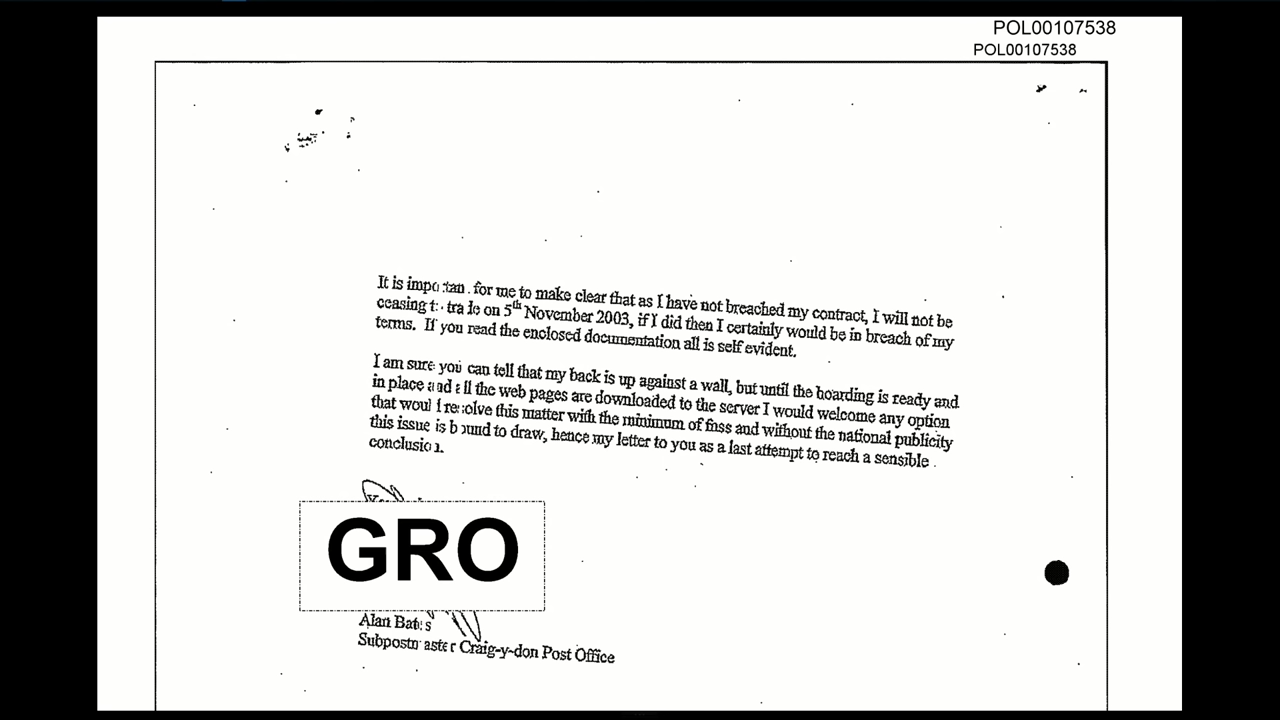 POL00107538
POL00107538
It is important for me to make clear that as I have not breached my contract, I will not be
ceasing to trade on 5th November 2003, if I did then I certainly would be in breach of my
terms. If you read the enclosed documentation all is self evident.
I am sure you can tell that my back is up against a wall, but until the hoarding is ready and
in place and all the web pages are downloaded to the server I would welcome any option
that would resolve this matter with the minimum of fuss and without the national publicity
this issue is bound to draw, hence my letter to you as a last attempt to reach a sensible
conclusion.
GRO
Alan Bates
Subpostmaster Craig-y-don Post Office